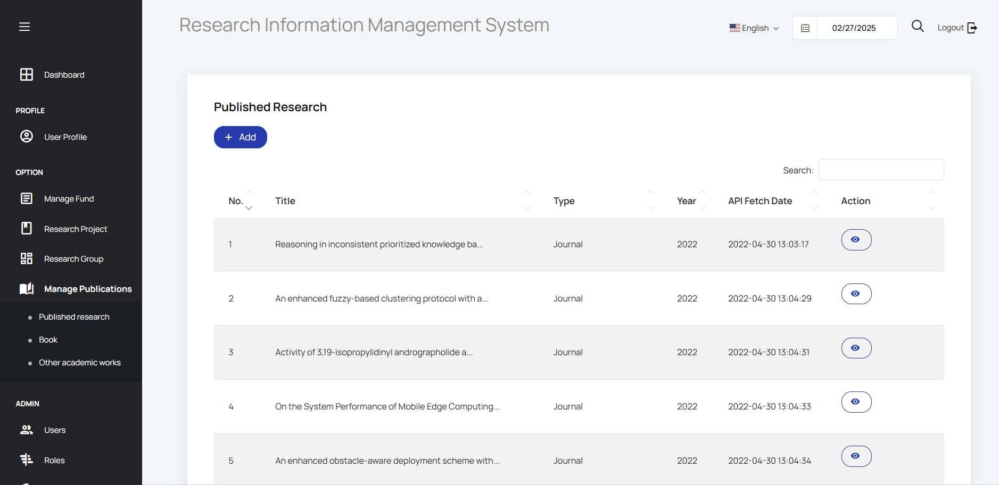 Research Information Management System
English
02/27/2025
Logout
Dashboard
PROFILE
User Profile
OPTION
Manage Fund
Research Project
Research Group
Manage Publications
Published research
Book
Other academic works
ADMIN
Users
Roles
Published Research
+ Add
Search:
No. Title Type Year API Fetch Date Action
1 Reasoning in inconsistent prioritized knowledge ba... Journal 2022 2022-04-30 13:03:17
2 An enhanced fuzzy-based clustering protocol with a... Journal 2022 2022-04-30 13:04:29
3 Activity of 3,19-isopropylidinyl andrographolide a... Journal 2022 2022-04-30 13:04:31
4 On the System Performance of Mobile Edge Computing... Journal 2022 2022-04-30 13:04:33
5 An enhanced obstacle-aware deployment scheme with... Journal 2022 2022-04-30 13:04:34